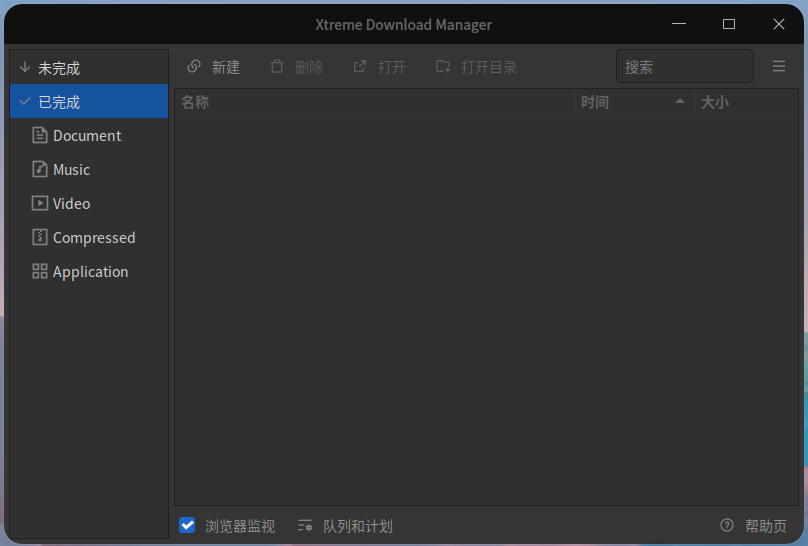 Xtreme Download Manager
未完成
新建 删除 打开 打开目录 搜索
已完成
名称 时间 大小
Document
Music
Video
Compressed
Application
浏览器监视 队列和计划 帮助页